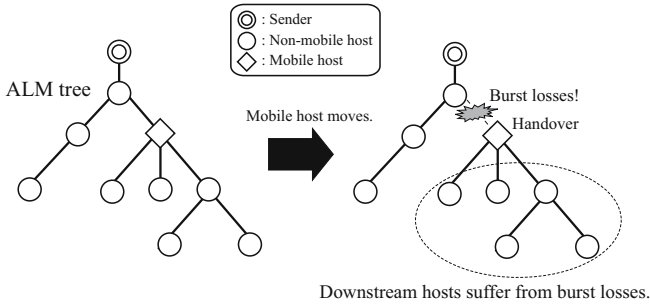 : Sender
: Non-mobile host
: Mobile host
ALM tree
Mobile host moves.
Burst losses!
Handover
Downstream hosts suffer from burst losses.